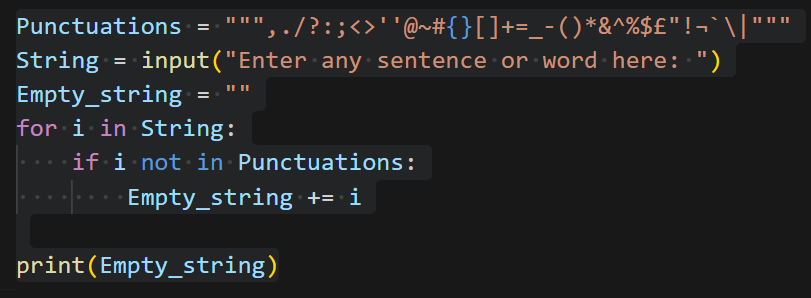 Punctuations = """,./?:;<>''@~#{}[]+=_-()*&^%$£"!¬`\|"""
String = input("Enter any sentence or word here: ")
Empty_string = ""
for i in String:
    if i not in Punctuations:
        Empty_string += i
print(Empty_string)